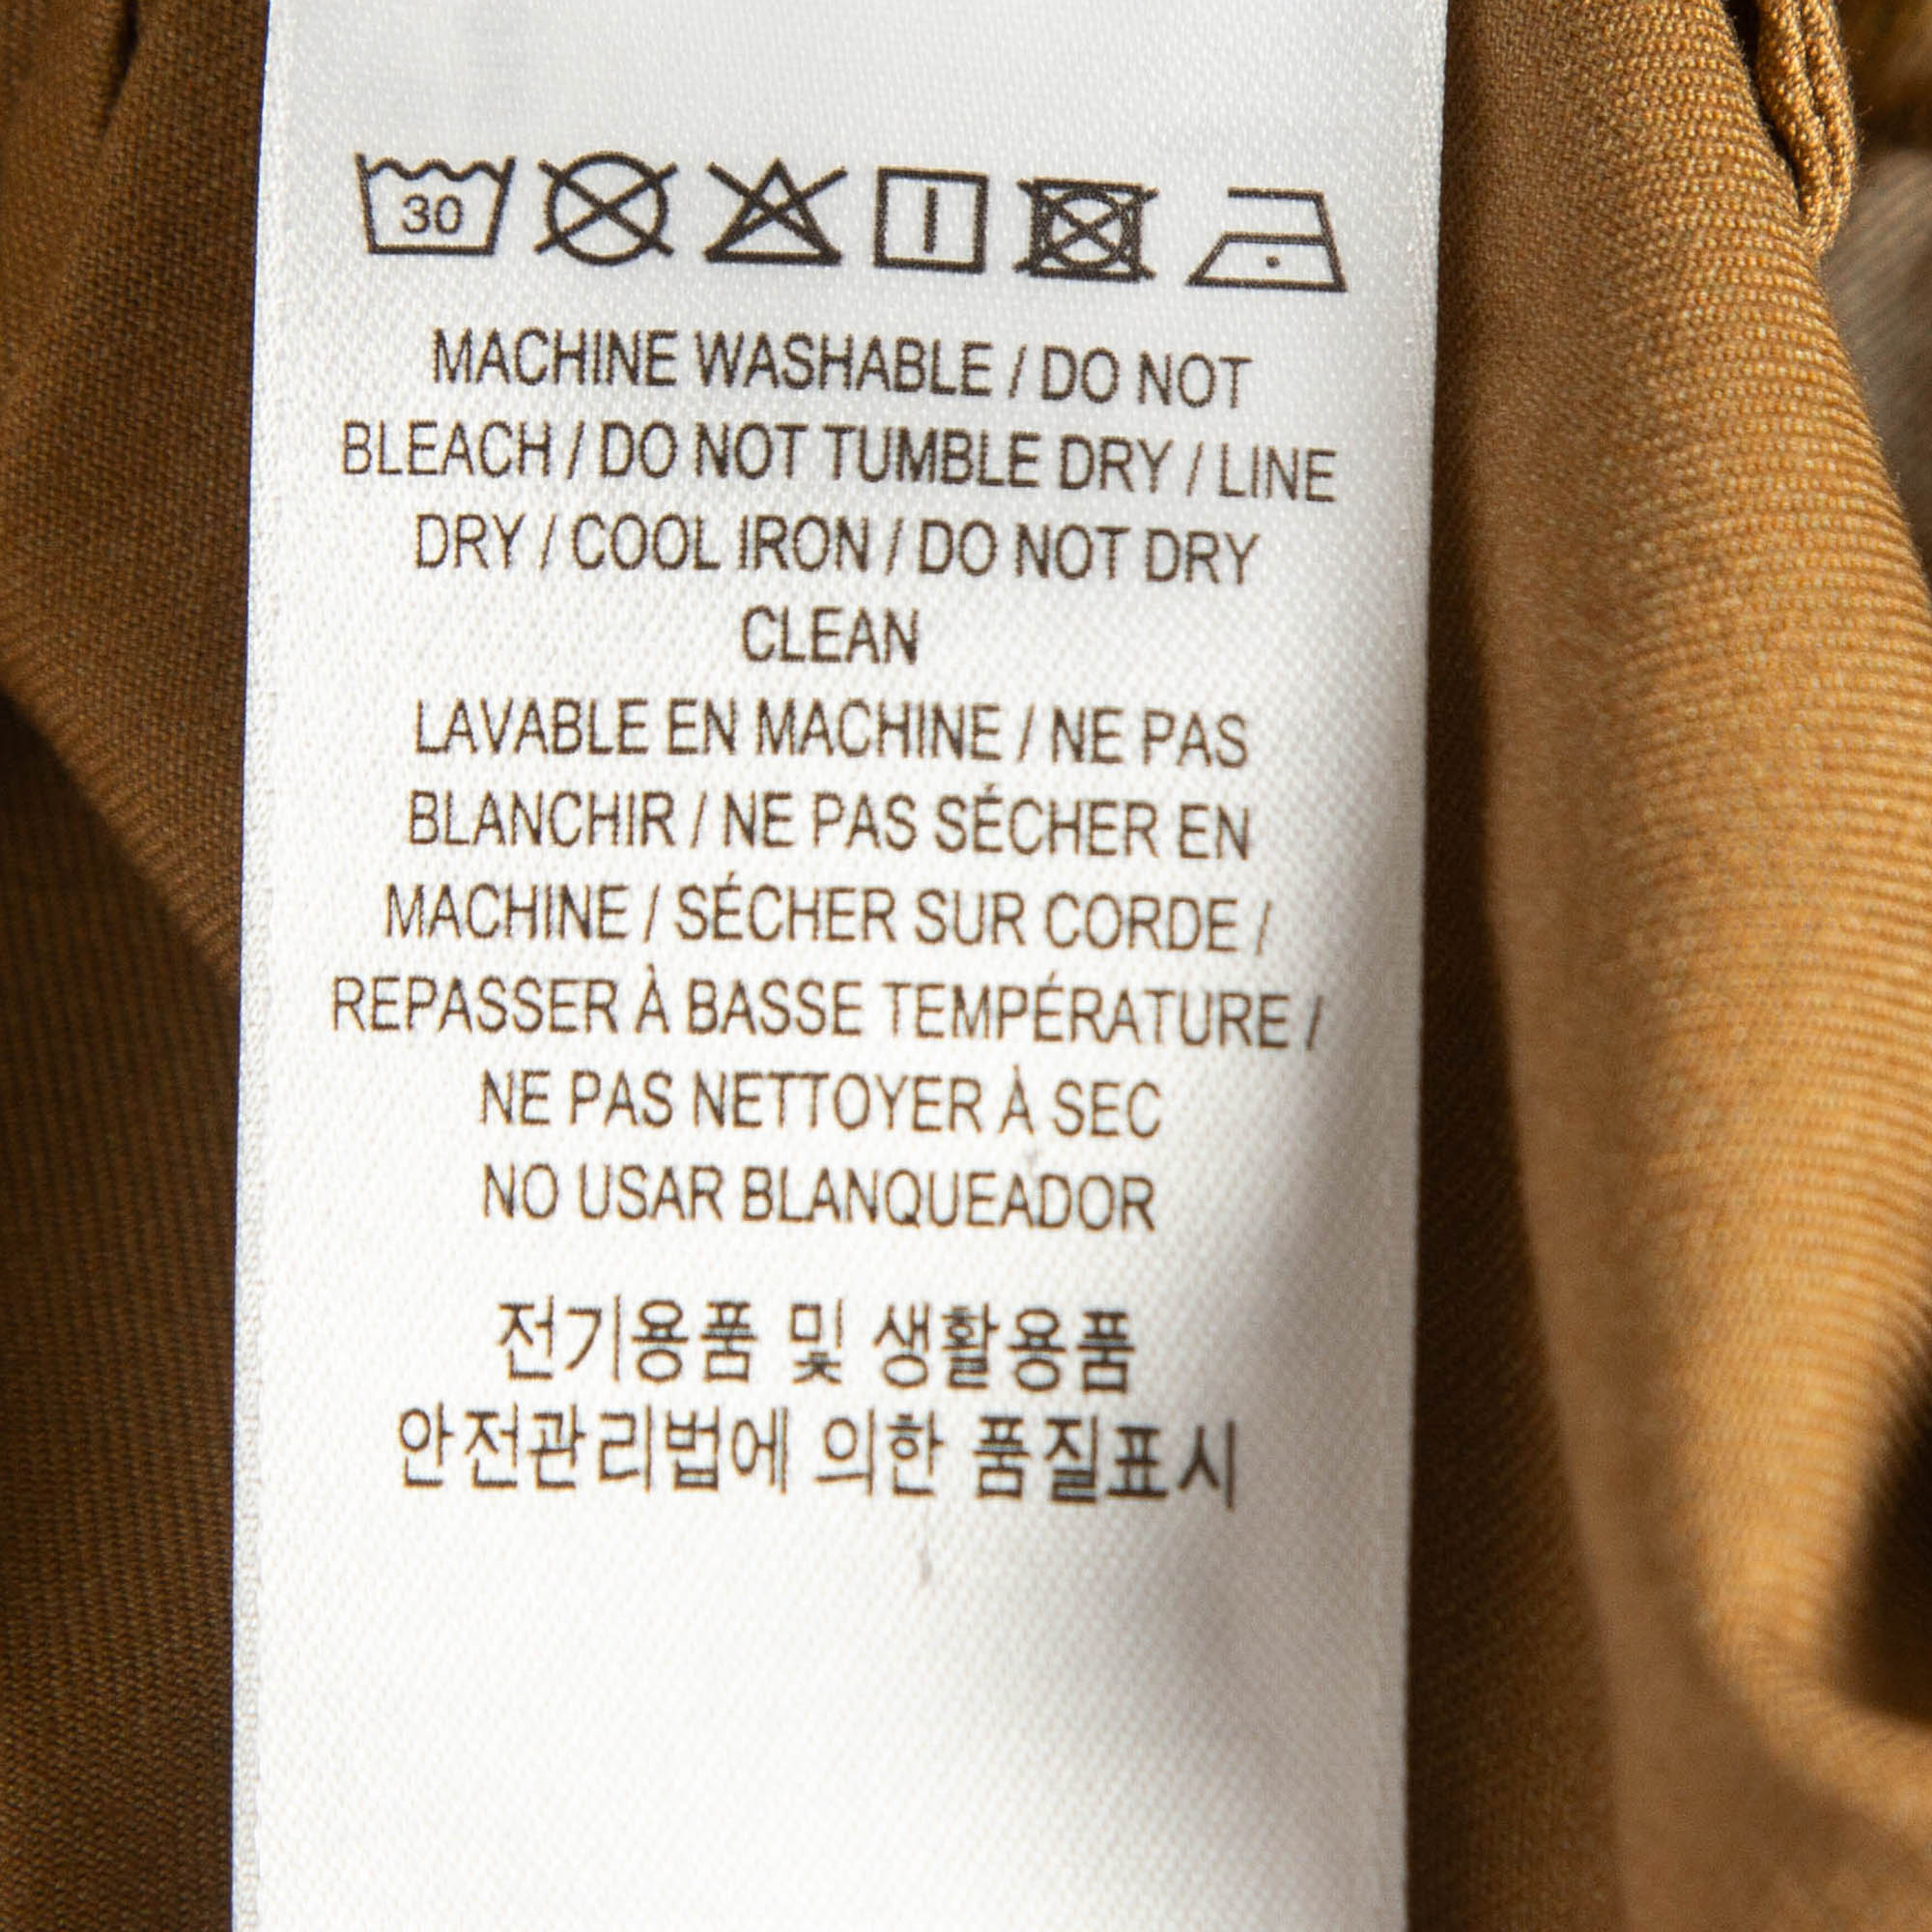 30
MACHINE WASHABLE / DO NOT
BLEACH / DO NOT TUMBLE DRY / LINE
DRY / COOL IRON / DO NOT DRY
CLEAN
LAVABLE EN MACHINE / NE PAS
BLANCHIR / NE PAS SÉCHER EN
MACHINE / SÉCHER SUR CORDE /
REPASSER À BASSE TEMPÉRATURE /
NE PAS NETTOYER À SEC
NO USAR BLANQUEADOR
전기용품 및 생활용품
안전관리법에 의한 품질표시